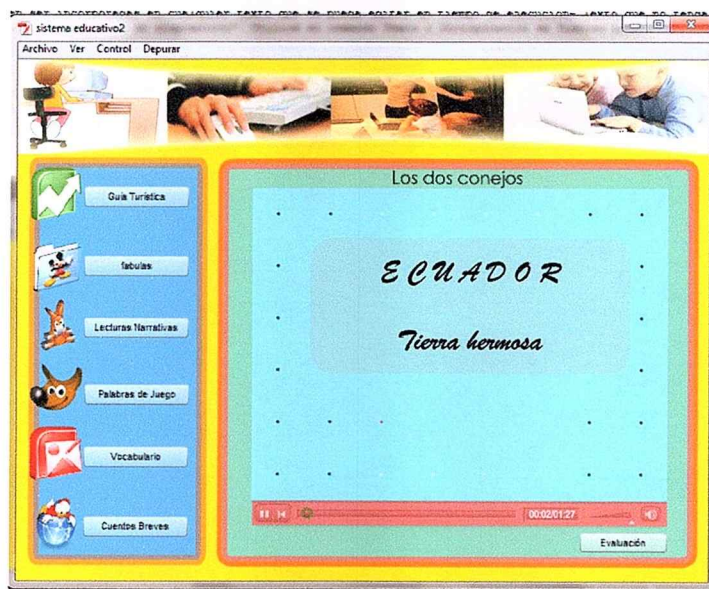 sistema educativo2
Archivo Ver Control Depurar
Guía Turística
fabulas
Lecturas Narrativas
Palabras de Juego
Vocabulario
Cuentos Breves
Los dos conejos
ECUADOR
Tierra hermosa
00:02/01:27
Evaluación